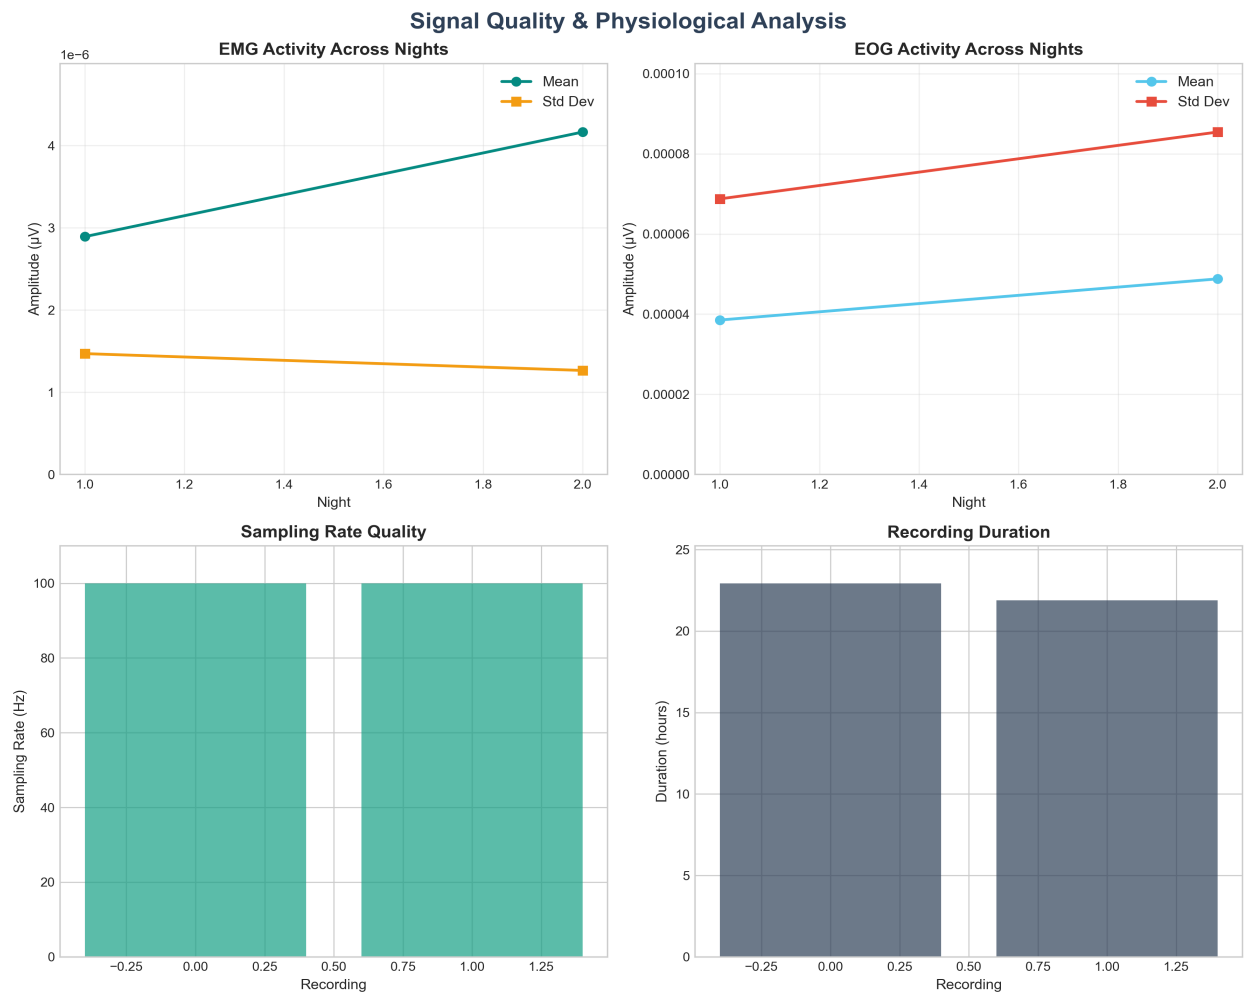 Signal Quality & Physiological Analysis
EMG Activity Across Nights
1e−6
Mean
Std Dev
4
3
2
1
0
Amplitude (μV)
1.0
1.2
1.4
1.6
1.8
2.0
Night
EOG Activity Across Nights
Mean
Std Dev
0.00010
0.00008
0.00006
0.00004
0.00002
0.00000
Amplitude (μV)
1.0
1.2
1.4
1.6
1.8
2.0
Night
Sampling Rate Quality
100
80
60
40
20
0
Sampling Rate (Hz)
−0.25
0.00
0.25
0.50
0.75
1.00
1.25
Recording
Recording Duration
25
20
15
10
5
0
Duration (hours)
−0.25
0.00
0.25
0.50
0.75
1.00
1.25
Recording